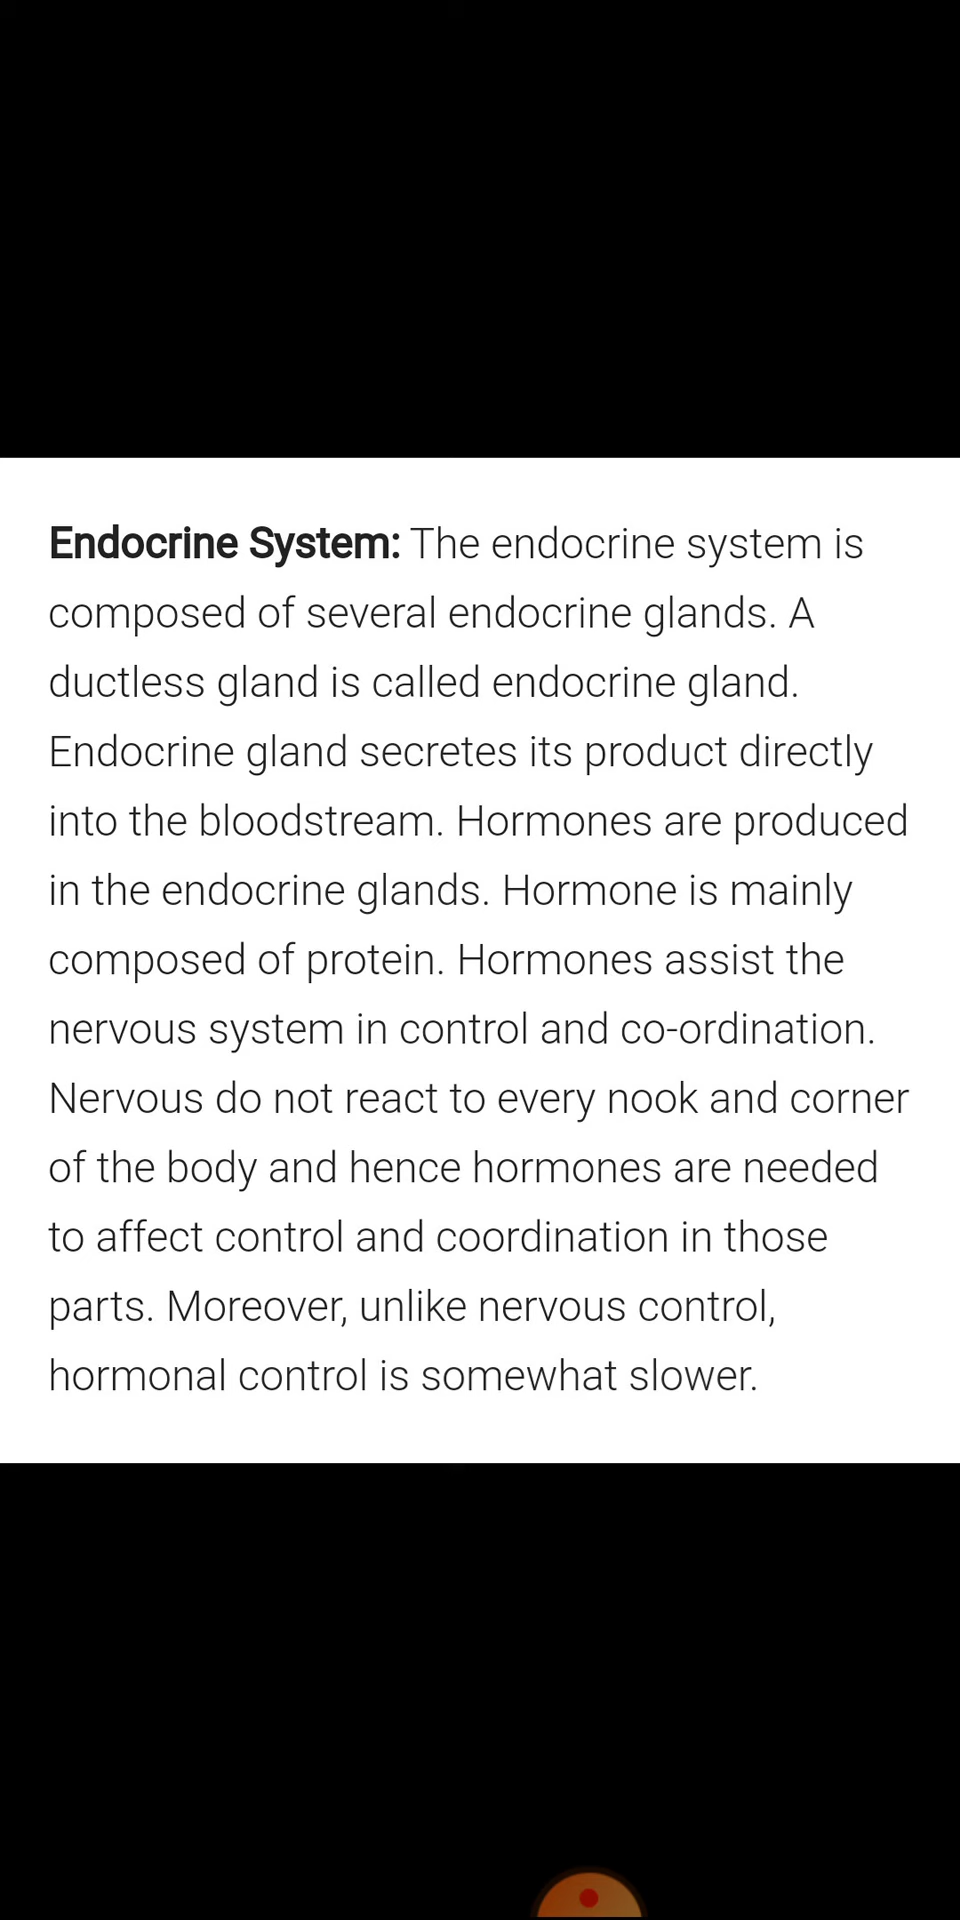 Endocrine System: The endocrine system is
composed of several endocrine glands. A
ductless gland is called endocrine gland.
Endocrine gland secretes its product directly
into the bloodstream. Hormones are produced
in the endocrine glands. Hormone is mainly
composed of protein. Hormones assist the
nervous system in control and co-ordination.
Nervous do not react to every nook and corner
of the body and hence hormones are needed
to affect control and coordination in those
parts. Moreover, unlike nervous control,
hormonal control is somewhat slower.